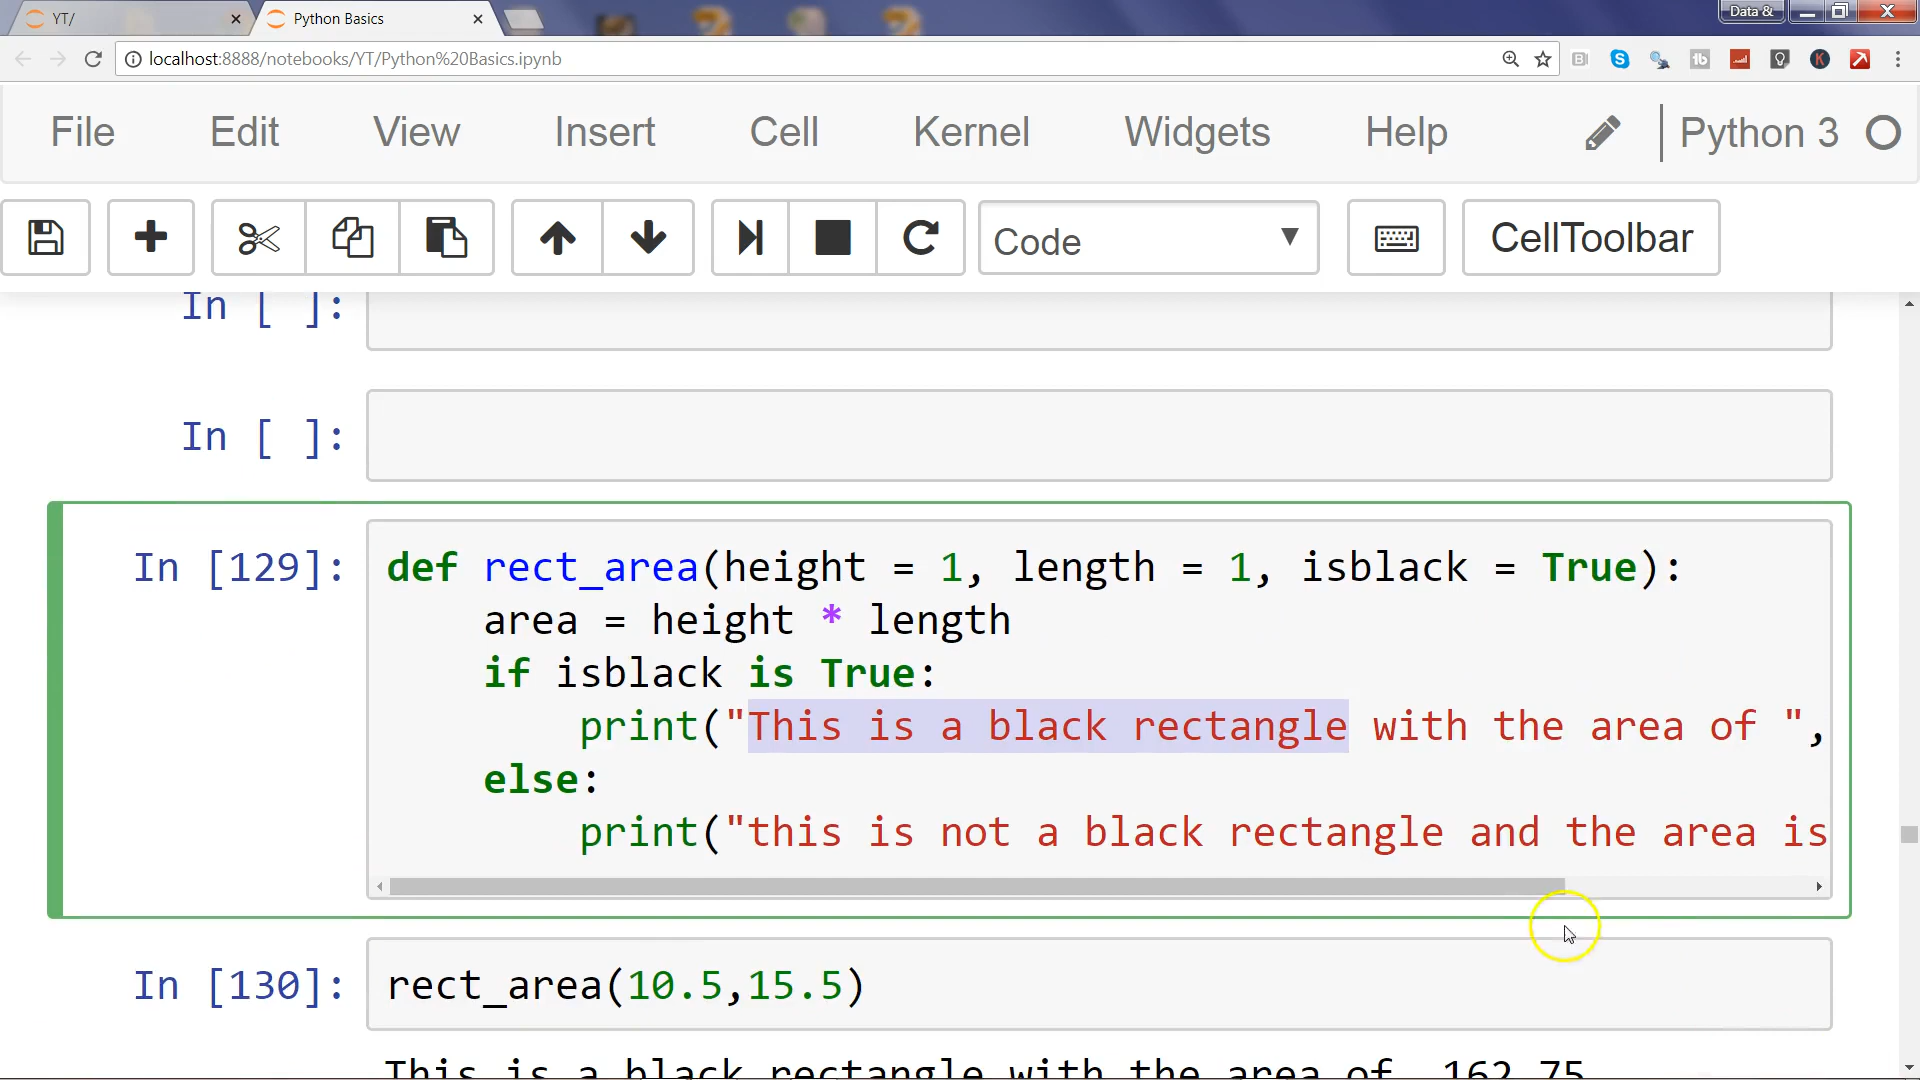 YT/
Python Basics
Data &
localhost:8888/notebooks/YT/Python%20Basics.ipynb
File Edit View Insert Cell Kernel Widgets Help Python 3
Code CellToolbar
In [ ]:
In [ ]:
In [129]: def rect_area(height = 1, length = 1, isblack = True):
area = height * length
if isblack is True:
print("This is a black rectangle with the area of ",
else:
print("this is not a black rectangle and the area is
In [130]: rect_area(10.5,15.5)
This is a black rectangle with the area of  162.75